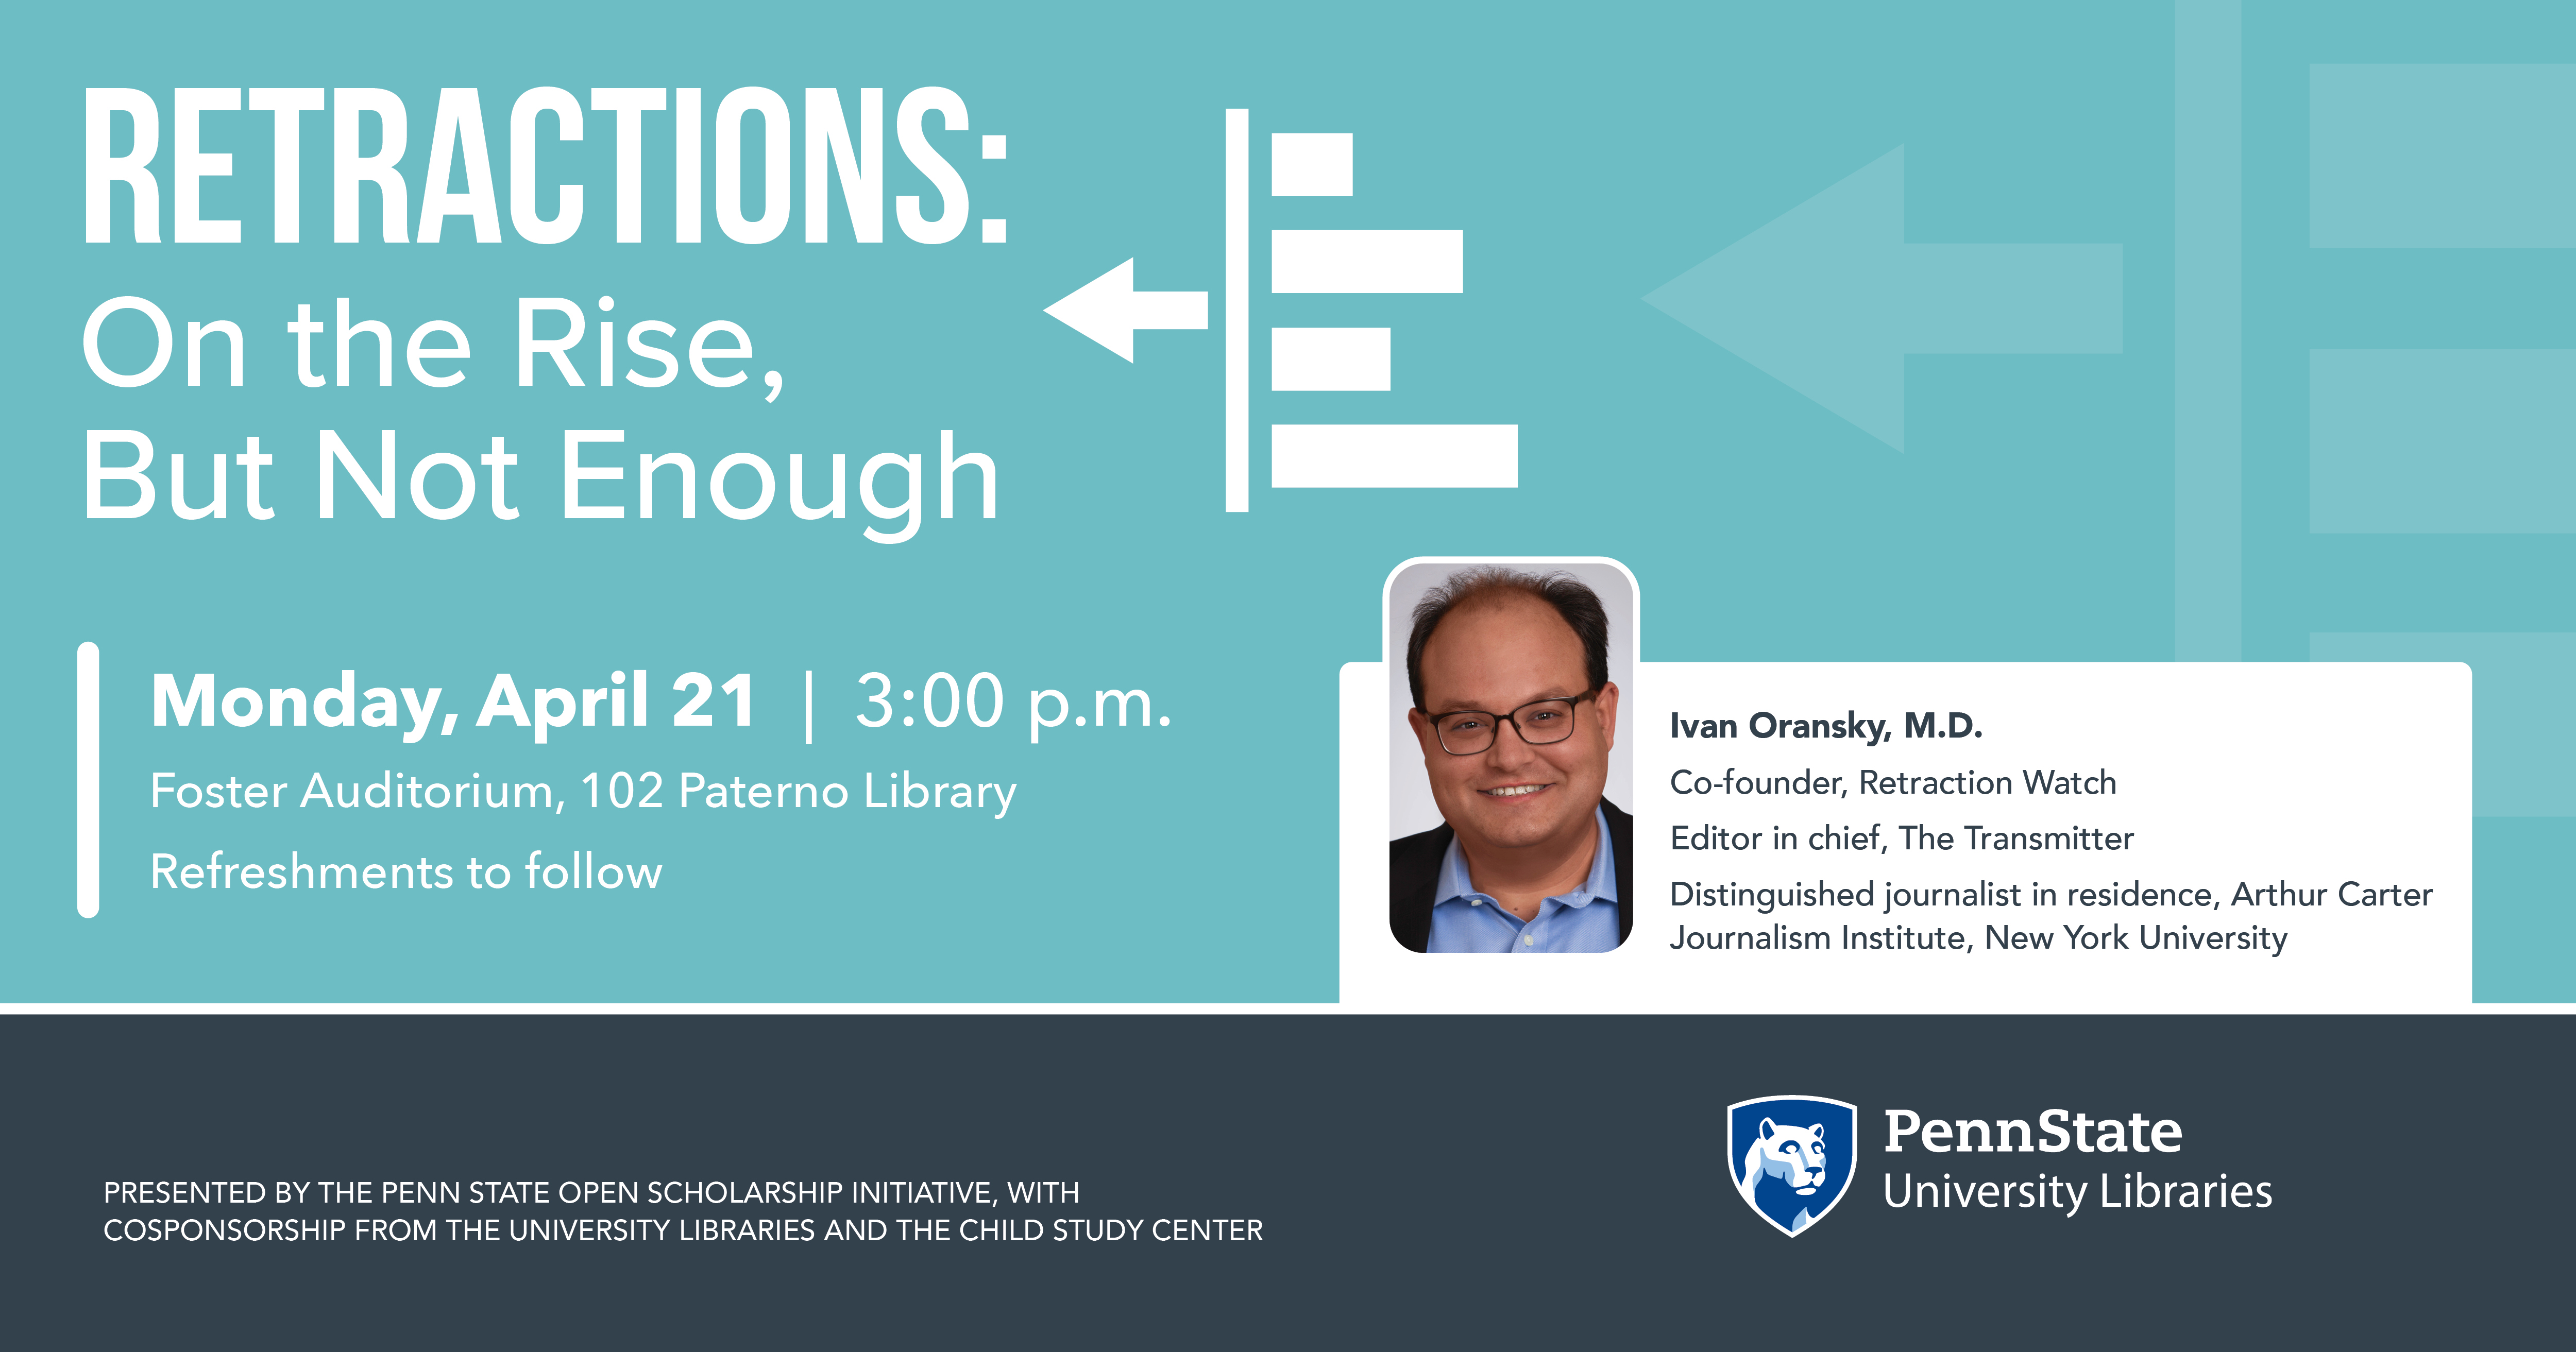 RETRACTIONS:
On the Rise,
But Not Enough
Monday, April 21 | 3:00 p.m.
Foster Auditorium, 102 Paterno Library
Refreshments to follow
Ivan Oransky, M.D.
Co-founder, Retraction Watch
Editor in chief, The Transmitter
Distinguished journalist in residence, Arthur Carter
Journalism Institute, New York University
PRESENTED BY THE PENN STATE OPEN SCHOLARSHIP INITIATIVE, WITH
COSPONSORSHIP FROM THE UNIVERSITY LIBRARIES AND THE CHILD STUDY CENTER
PennState
University Libraries